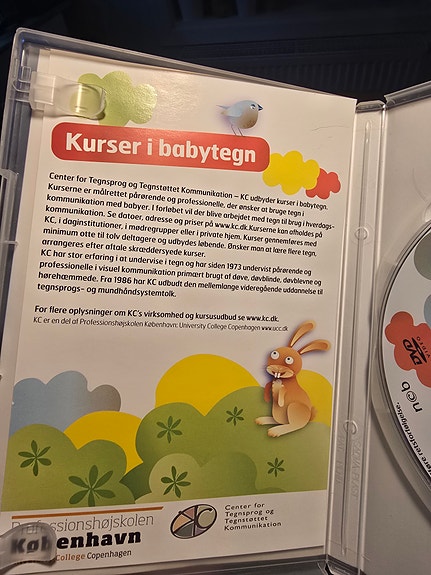 Kurser i babytegn
Center for Tegnsprog og Tegnstøttet Kommunikation – KC udbyder kurser i babytegn.
Kurserne er målrettet pårørende og professionelle, der ønsker at bruge tegn i
kommunikation med babyer. I forløbet vil der blive arbejdet med tegn til brug i hverdags-
kommunikation. Se datoer, adresse og priser på www.kc.dk. Kurserne kan afholdes på
KC, i daginstitutioner, i mødregrupper eller i private hjem. Kurser gennemføres med
minimum otte til tolv deltagere og udbydes løbende. Ønsker man at lære flere tegn,
arrangeres efter aftale skræddersyede kurser.
KC har stor erfaring i at undervise i tegn og har siden 1973 undervist pårørende og
professionelle i visuel kommunikation primært brugt af døve, døvblinde, døvblevne og
hørehæmmede. Fra 1986 har KC udbudt den mellemlange videregående uddannelse til
tegnsprogs- og mundhåndsystemtolk.
For flere oplysninger om KC's virksomhed og kursusudbud se www.kc.dk.
KC er en del af Professionshøjskolen København: University College Copenhagen www.ucc.dk
Professionshøjskolen
København
College Copenhagen
KC
Center for
Tegnsprog og
Tegnstøttet
Kommunikation
DVD
VIDEO
n©b
føre retsforfølgelse.